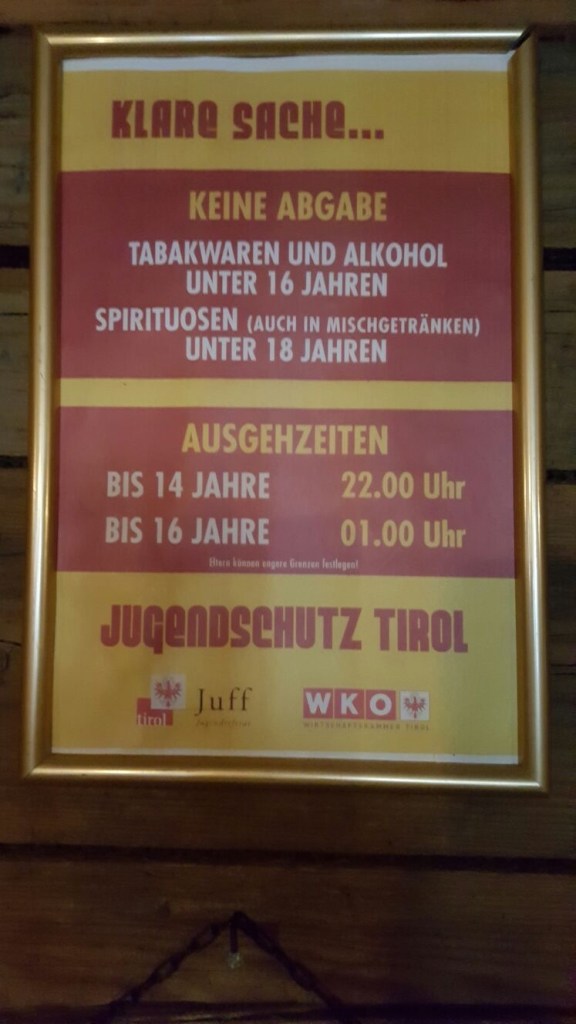 KLARE SACHE...
KEINE ABGABE
TABAKWAREN UND ALKOHOL
UNTER 16 JAHREN
SPIRITUOSEN (AUCH IN MISCHGETRÄNKEN)
UNTER 18 JAHREN
AUSGEHZEITEN
BIS 14 JAHRE 22.00 Uhr
BIS 16 JAHRE 01.00 Uhr
Eltern können engere Grenzen festlegen!
JUGENDSCHUTZ TIROL
tirol Juff WKO
WIRTSCHAFTSKAMMER TIROL